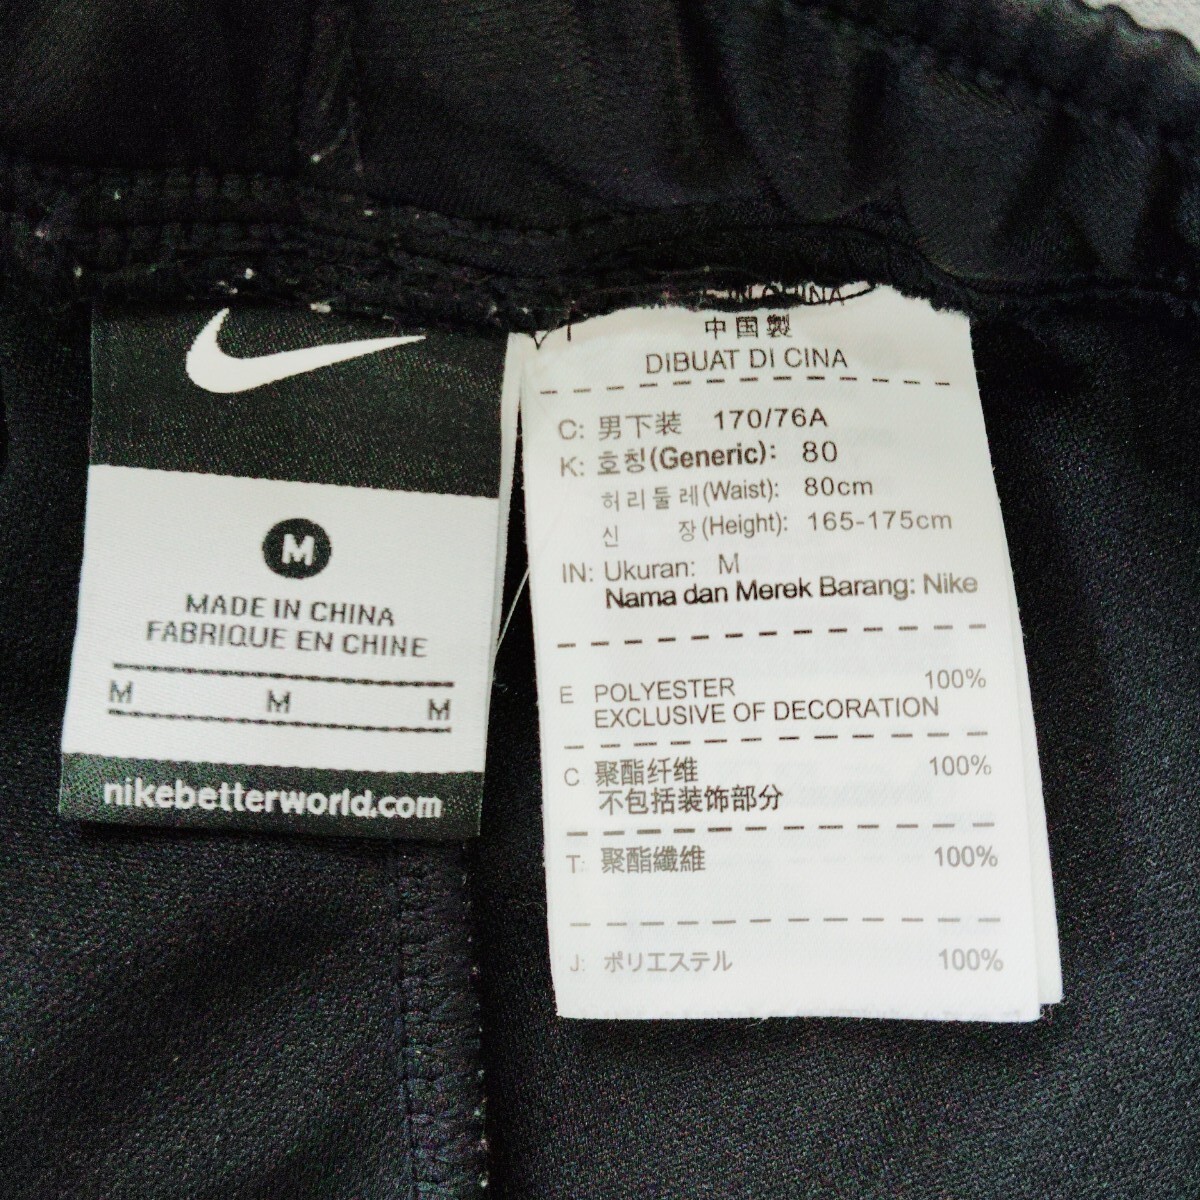 M
MADE IN CHINA
FABRIQUE EN CHINE
M M M
nikebetterworld.com
IN CHINA
中国製
DIBUAT DI CINA
C: 男下装 170/76A
K: 호칭(Generic): 80
허리둘레(Waist): 80cm
신 장(Height): 165-175cm
IN: Ukuran: M
Nama dan Merek Barang: Nike
E POLYESTER 100%
EXCLUSIVE OF DECORATION
C 聚酯纤维 100%
不包括装饰部分
T: 聚酯纖維 100%
J: ポリエステル 100%